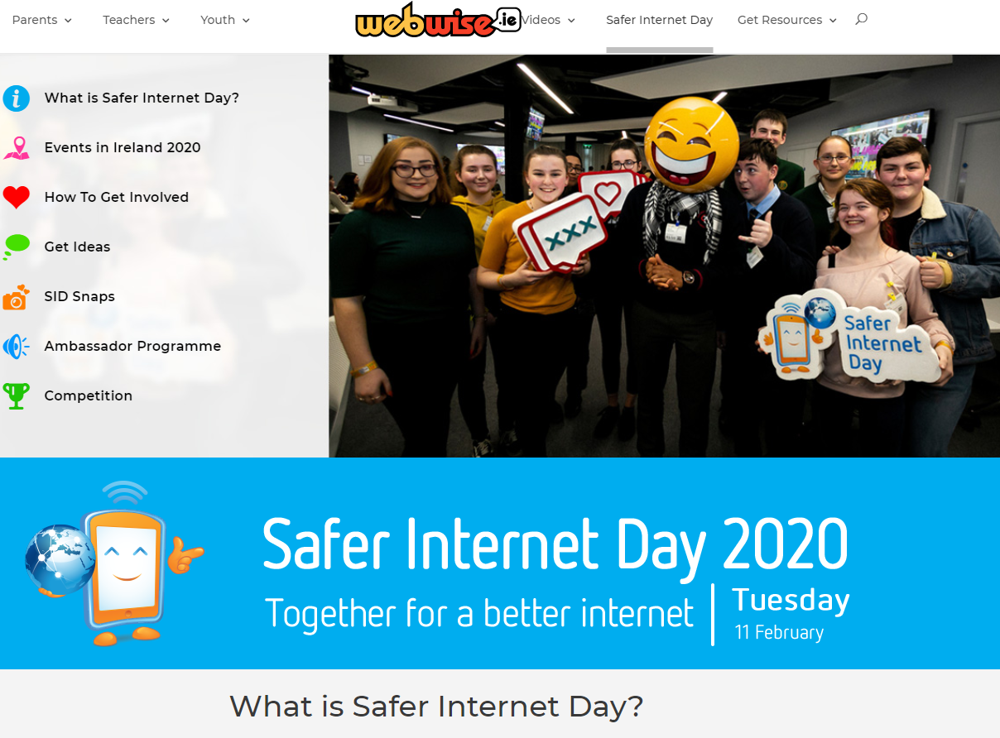 Parents
Teachers
Youth
webwise.ie
Videos
Safer Internet Day
Get Resources
What is Safer Internet Day?
Events in Ireland 2020
How To Get Involved
Get Ideas
SID Snaps
Ambassador Programme
Competition
XXX
Safer
Internet
Day
Safer Internet Day 2020
Together for a better internet
Tuesday
11 February
What is Safer Internet Day?